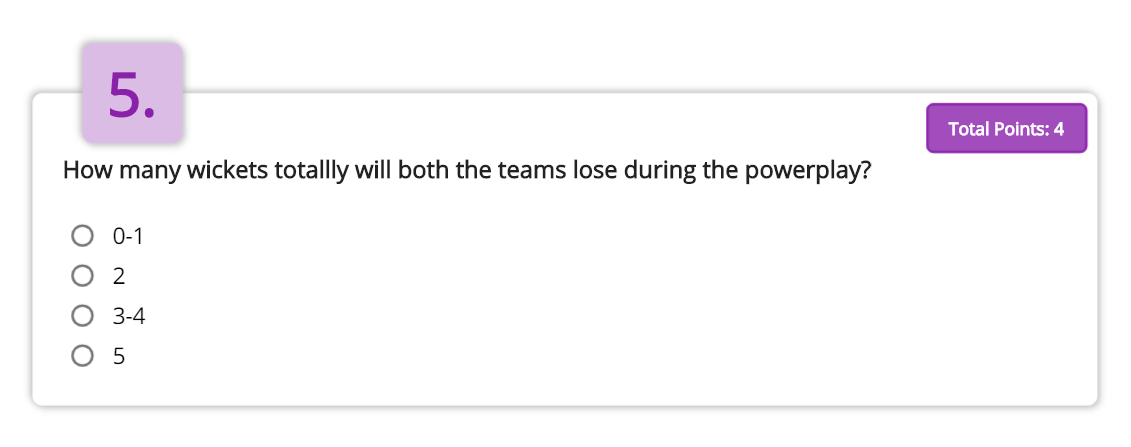 5.
Total Points: 4
How many wickets totallly will both the teams lose during the powerplay?
0-1
2
3-4
5